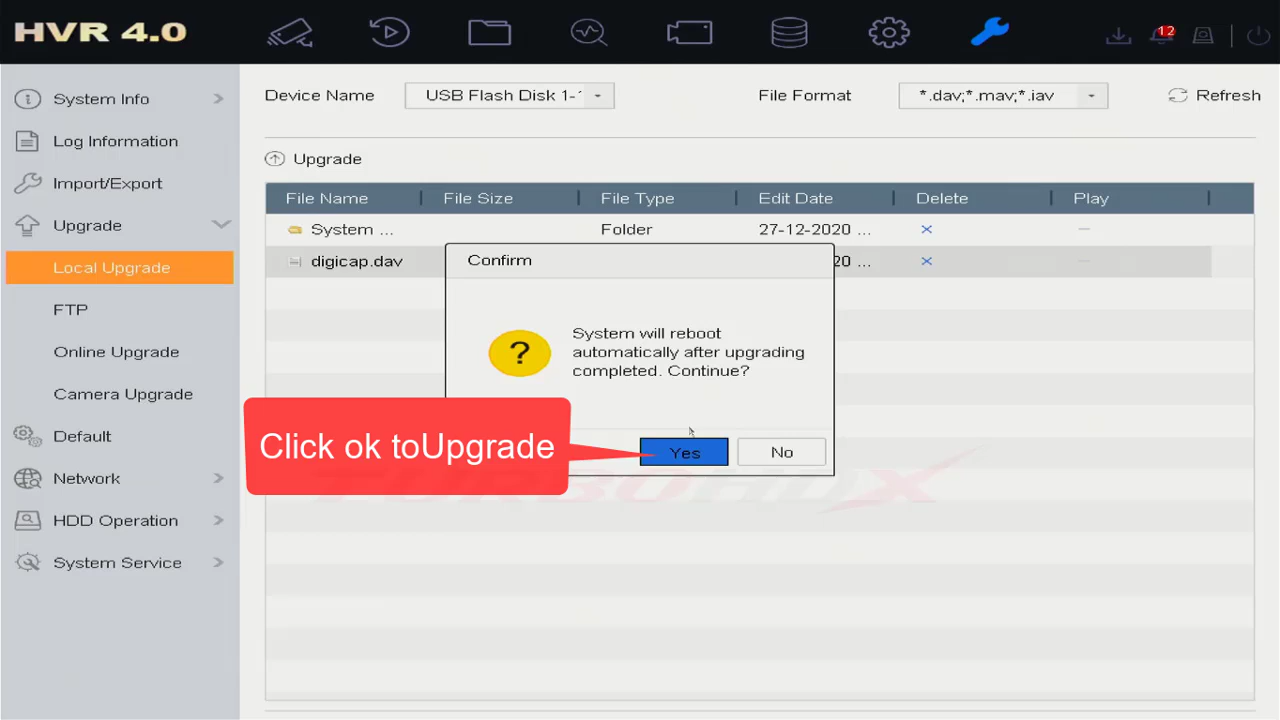 HVR 4.0
12
System Info
Log Information
Import/Export
Upgrade
Local Upgrade
FTP
Online Upgrade
Camera Upgrade
Default
Network
HDD Operation
System Service
Device Name
USB Flash Disk 1-1
File Format
*.dav;*.mav;*.iav
Refresh
Upgrade
File Name File Size File Type Edit Date Delete Play
System ... Folder 27-12-2020 ...
digicap.dav 20 ...
Confirm
?
System will reboot
automatically after upgrading
completed. Continue?
Yes
No
Click ok toUpgrade